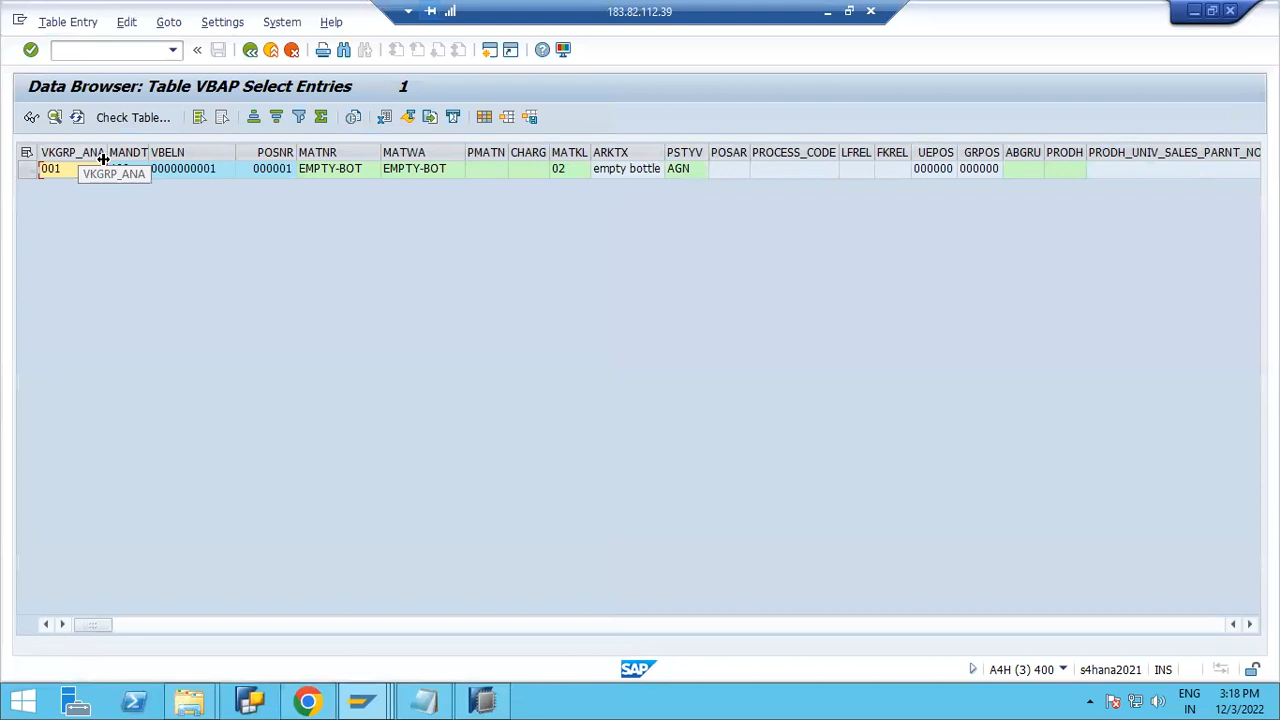 183.82.112.39
Table Entry Edit Goto Settings System Help
Data Browser: Table VBAP Select Entries 1
Check Table...
VKGRP_ANA MANDT VBELN POSNR MATNR MATWA PMATN CHARG MATKL ARKTX PSTYV POSAR PROCESS_CODE LFREL FKREL UEPOS GRPOS ABGRU PRODH PRODH_UNIV_SALES_PARNT_NO
001 0000000001 000001 EMPTY-BOT EMPTY-BOT 02 empty bottle AGN 000000 000000
VKGRP_ANA
SAP
A4H (3) 400 s4hana2021 INS
ENG 3:18 PM
IN 12/3/2022